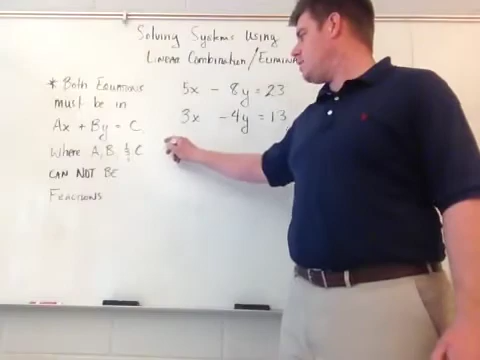 Solving Systems Using
Linear Combination/Elimina
* Both Equations
must be in
Ax + By = C
Where A, B, & C
CAN NOT BE
Fractions
5x - 8y = 23
3x - 4y = 13